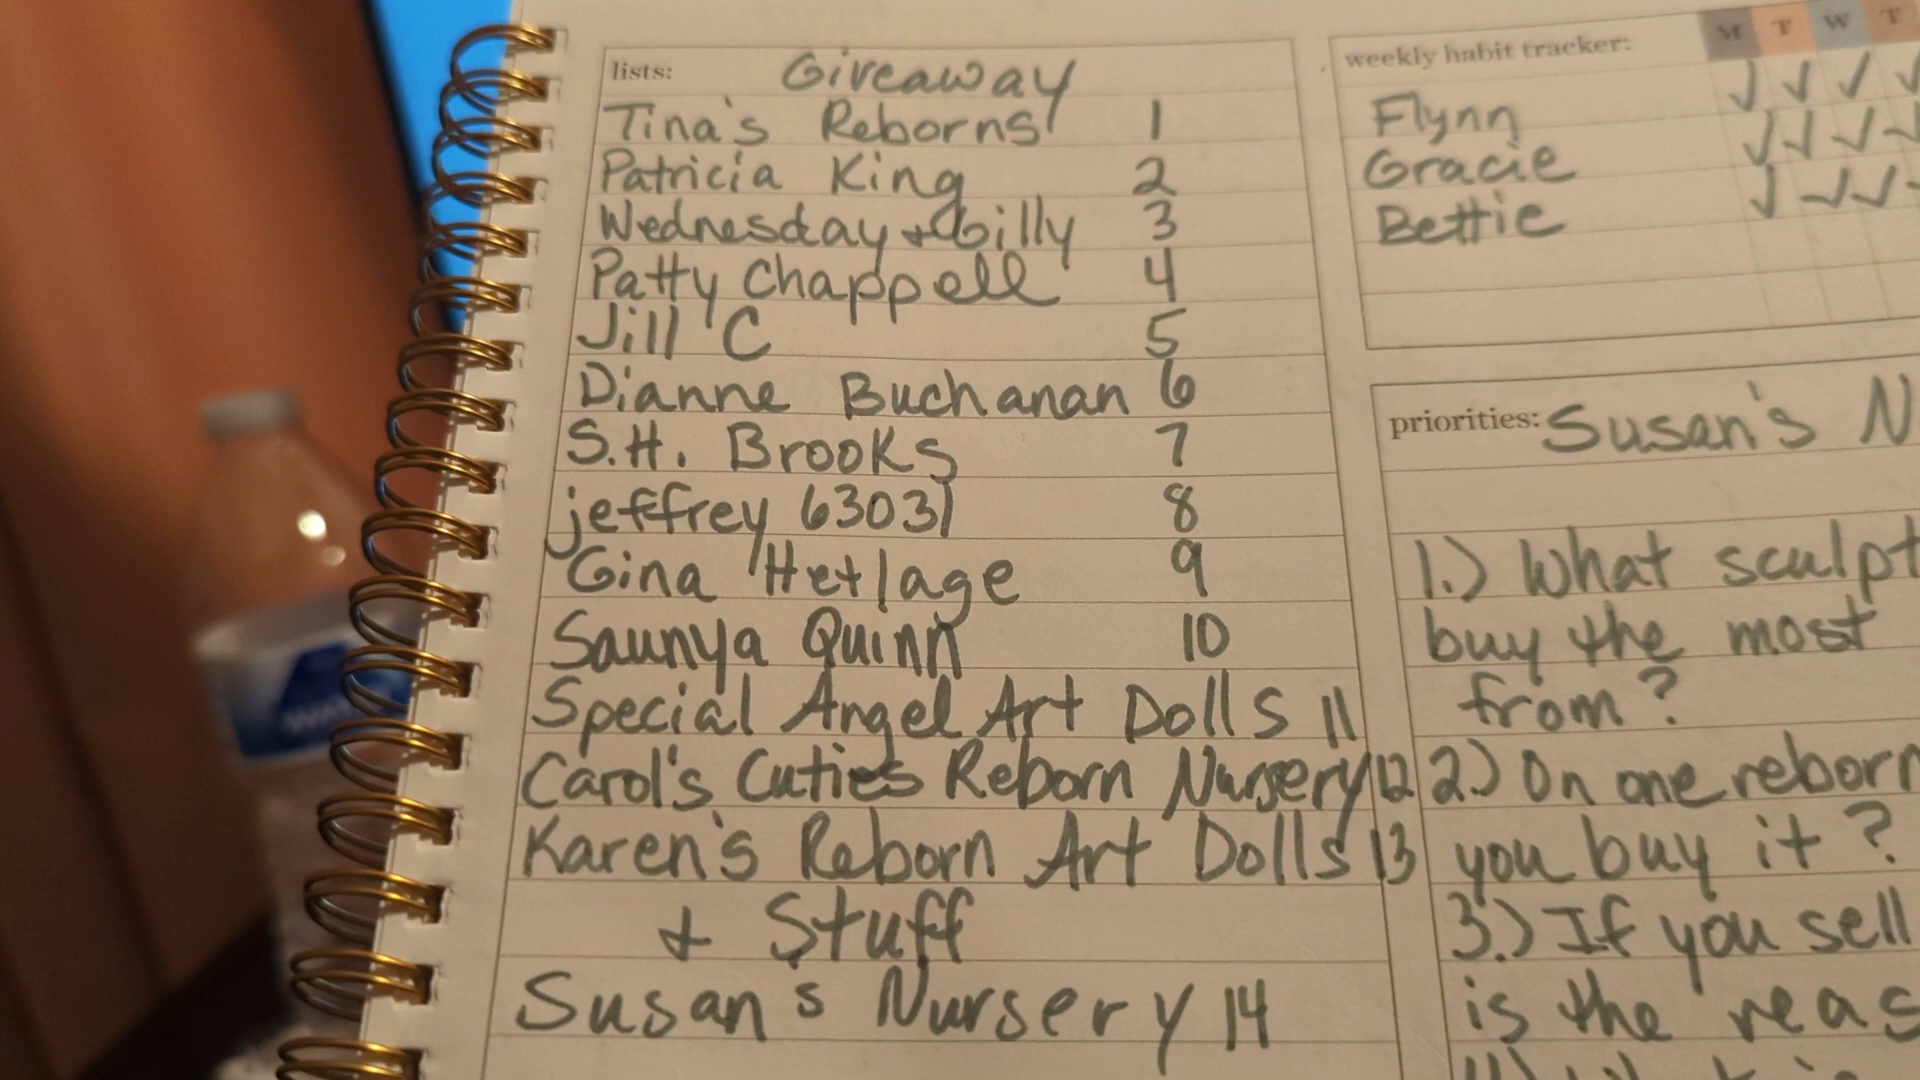 lists: Giveaway
Tina's Reborns 1
Patricia King 2
Wednesday + Gilly 3
Patty Chappell 4
Jill C 5
Dianne Buchanan 6
S.H. Brooks 7
jeffrey 63031 8
Gina Hetlage 9
Saunya Quinn 10
Special Angel Art Dolls 11
Carol's Cuties Reborn Nursery 12
Karen's Reborn Art Dolls 13
+ Stuff
Susan's Nursery 14
weekly habit tracker: M T W T
Flynn
Gracie
Bettie
priorities: Susan's N
1.) What sculpt
buy the most
from?
2.) On one reborn
you buy it?
3.) If you sell
is the reas